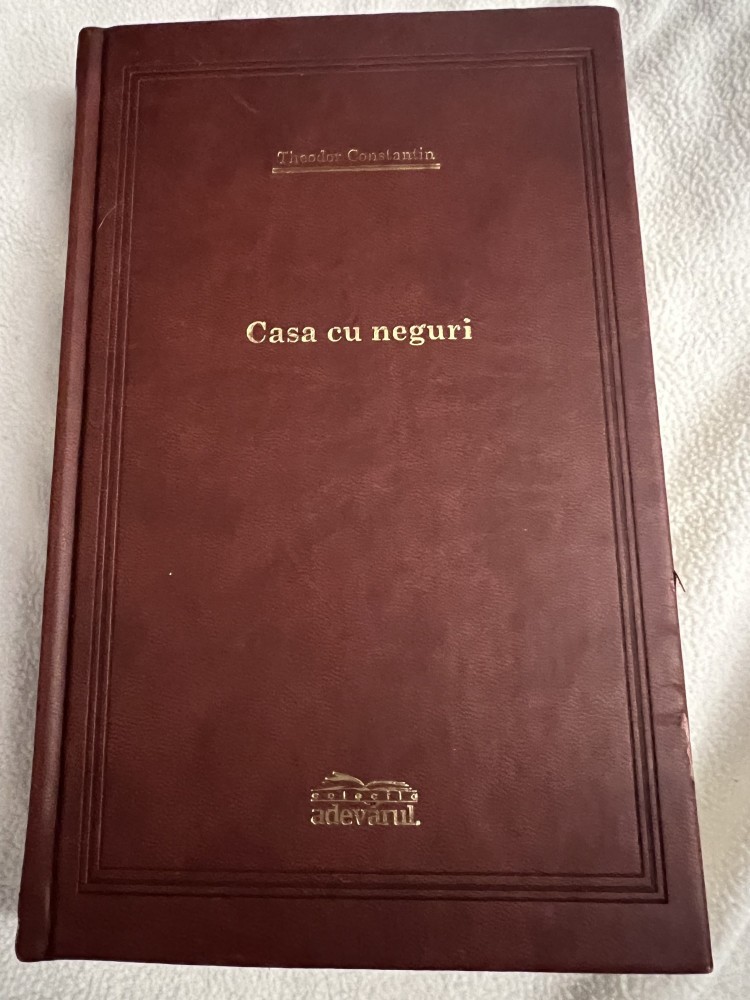 Theodor Constantin
Casa cu neguri
colecția
adevărul